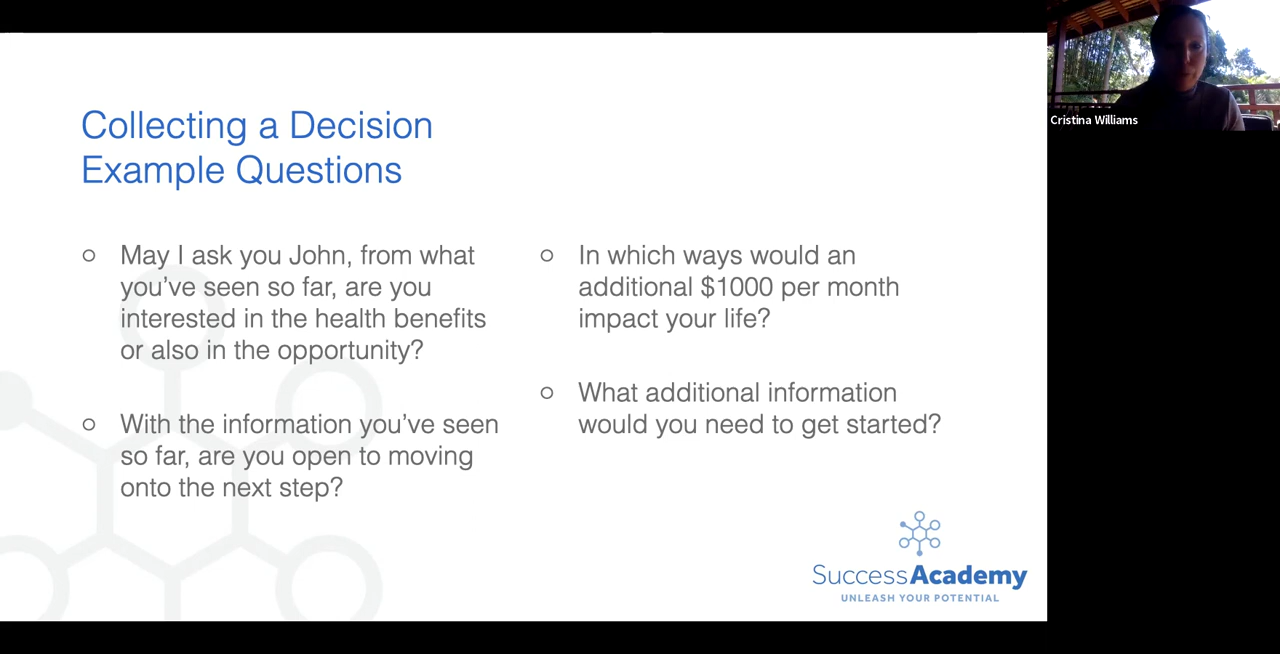 Collecting a Decision
Example Questions
○ May I ask you John, from what
you’ve seen so far, are you
interested in the health benefits
or also in the opportunity?
○ With the information you’ve seen
so far, are you open to moving
onto the next step?
○ In which ways would an
additional $1000 per month
impact your life?
○ What additional information
would you need to get started?
SuccessAcademy
UNLEASH YOUR POTENTIAL
Cristina Williams